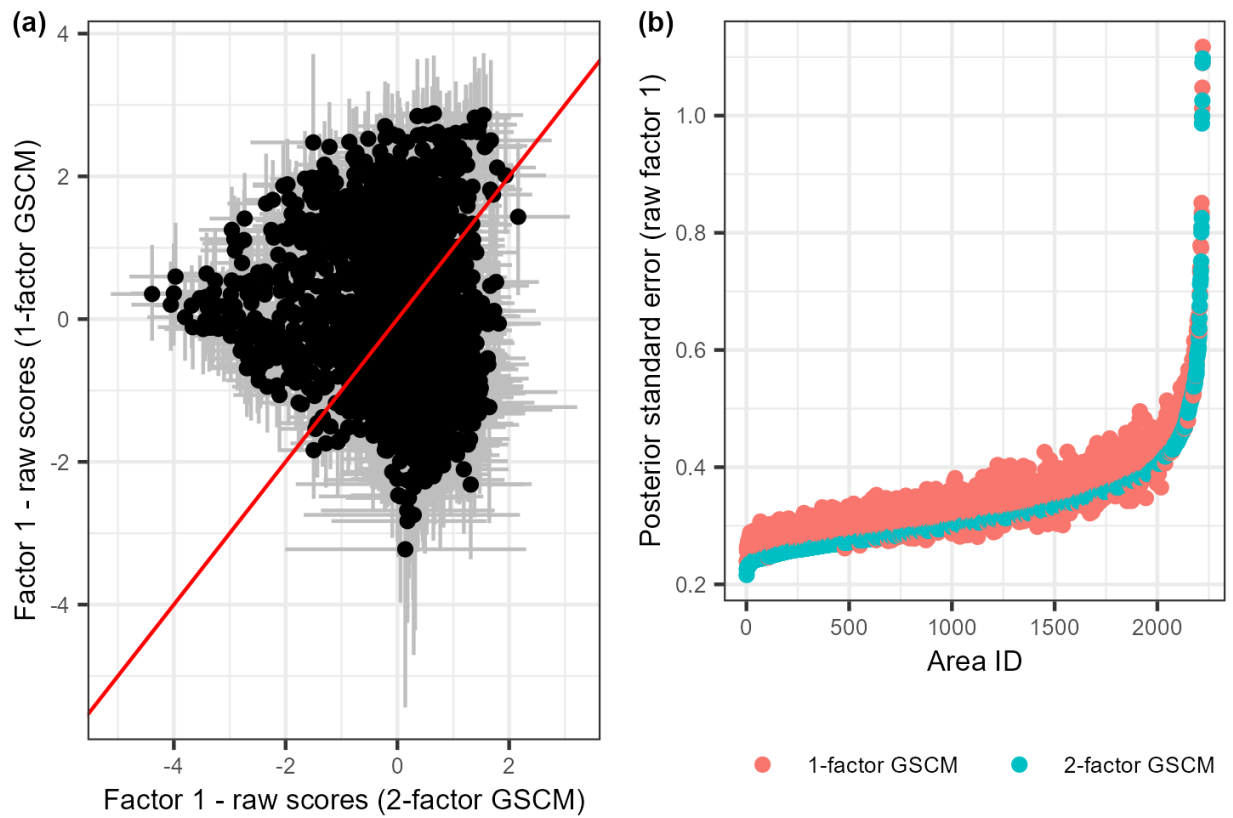 (a)
Factor 1 - raw scores (1-factor GSCM)
4
2
0
-2
-4
-4
-2
0
2
Factor 1 - raw scores (2-factor GSCM)
(b)
Posterior standard error (raw factor 1)
1.0
0.8
0.6
0.4
0.2
0
500
1000
1500
2000
Area ID
1-factor GSCM
2-factor GSCM